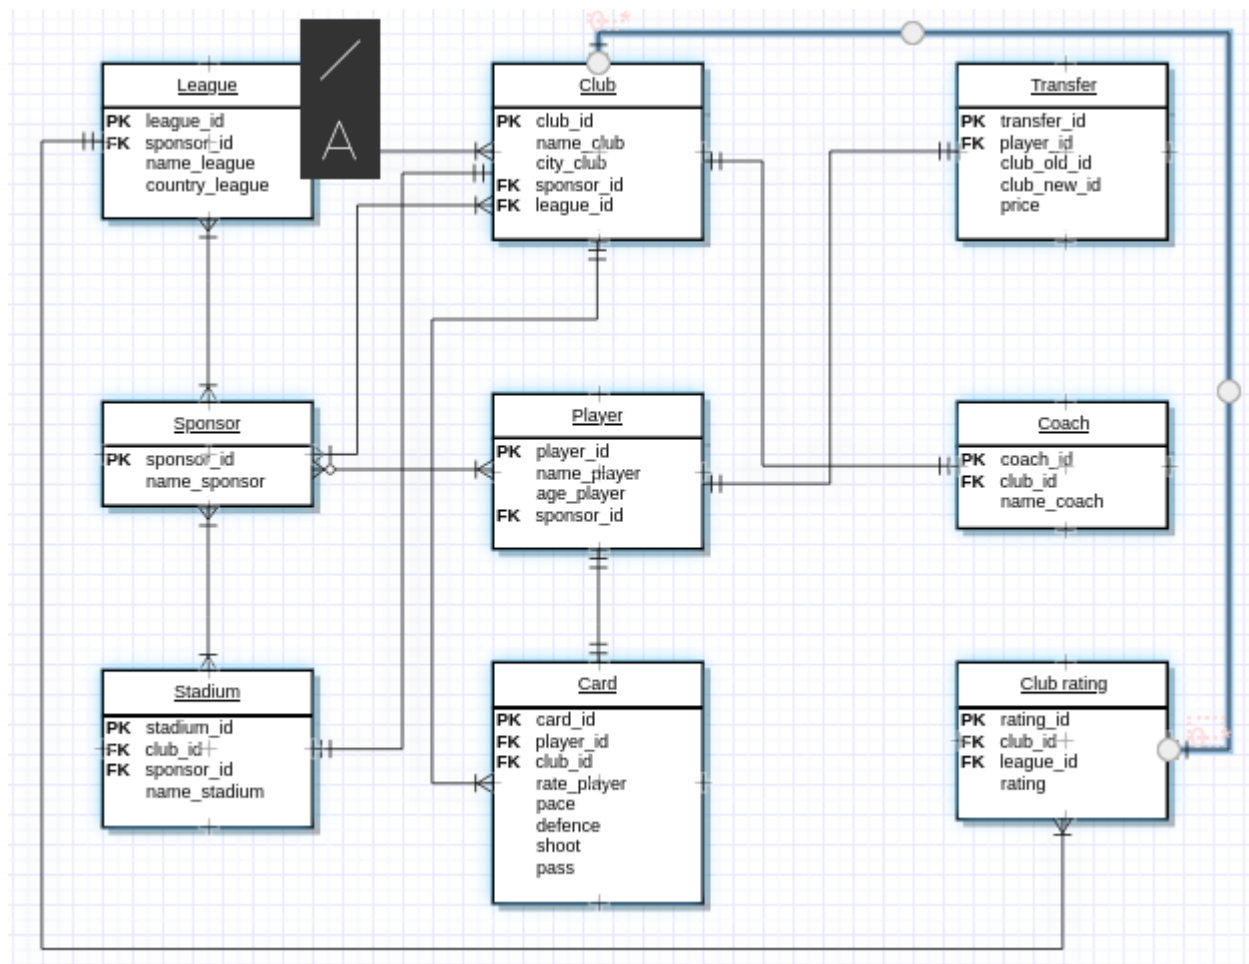 League
PK league_id
FK sponsor_id
name_league
country_league
A
Club
PK club_id
name_club
city_club
FK sponsor_id
FK league_id
Transfer
PK transfer_id
FK player_id
club_old_id
club_new_id
price
Sponsor
PK sponsor_id
name_sponsor
Player
PK player_id
name_player
age_player
FK sponsor_id
Coach
PK coach_id
FK club_id
name_coach
Stadium
PK stadium_id
FK club_id
FK sponsor_id
name_stadium
Card
PK card_id
FK player_id
FK club_id
rate_player
pace
defence
shoot
pass
Club rating
PK rating_id
FK club_id
FK league_id
rating